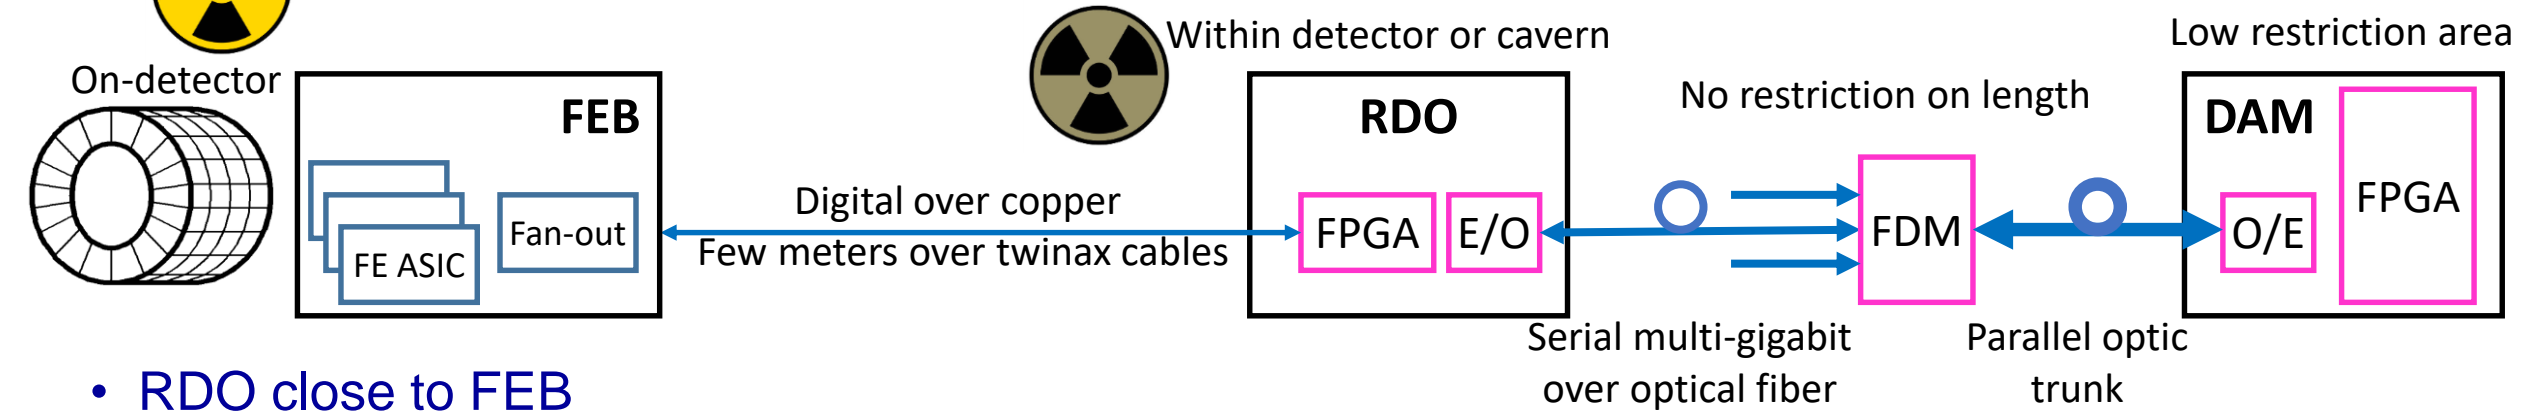 On-detector
FEB
FE ASIC
Fan-out
Digital over copper
Few meters over twinax cables
Within detector or cavern
RDO
FPGA
E/O
No restriction on length
Serial multi-gigabit
over optical fiber
FDM
Parallel optic
trunk
Low restriction area
DAM
O/E
FPGA
• RDO close to FEB